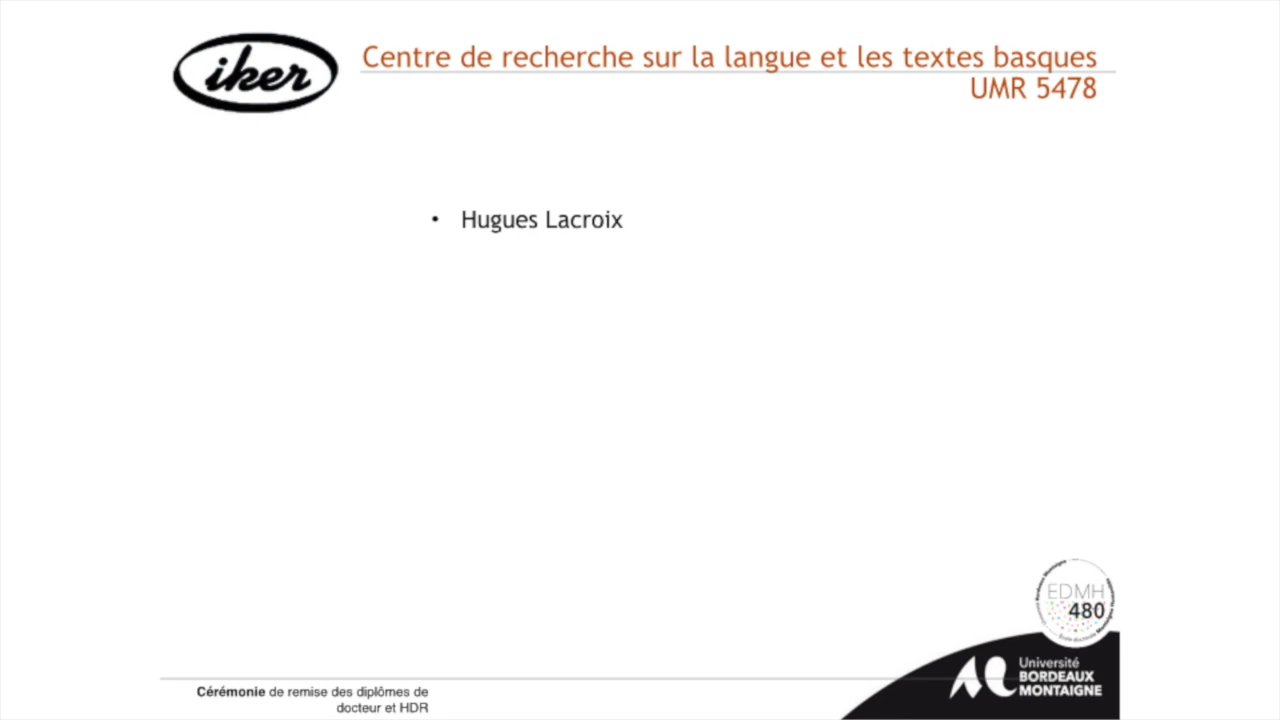 iker
Centre de recherche sur la langue et les textes basques
UMR 5478
• Hugues Lacroix
EDMH
480
Université
BORDEAUX
MONTAIGNE
Cérémonie de remise des diplômes de
docteur et HDR